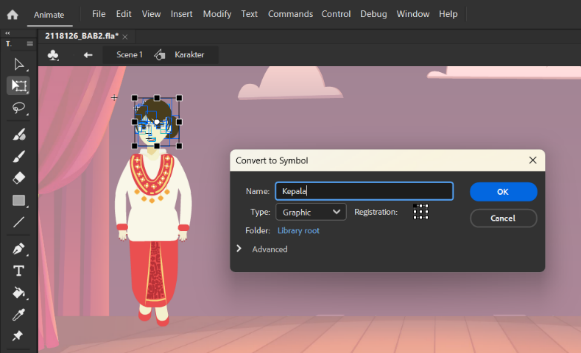 Animate File Edit View Insert Modify Text Commands Control Debug Window Help
2118126_BAB2.fla* ×
T.
Scene 1 Karakter
Convert to Symbol
Name: Kepala
OK
Type: Graphic Registration:
Cancel
Folder: Library root
Advanced